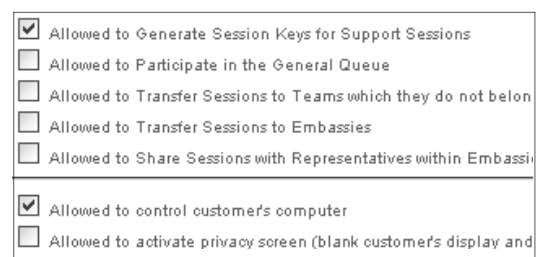 Allowed to Generate Session Keys for Support Sessions
Allowed to Participate in the General Queue
Allowed to Transfer Sessions to Teams which they do not belon
Allowed to Transfer Sessions to Embassies
Allowed to Share Sessions with Representatives within Embassi
Allowed to control customer's computer
Allowed to activate privacy screen (blank customer's display and